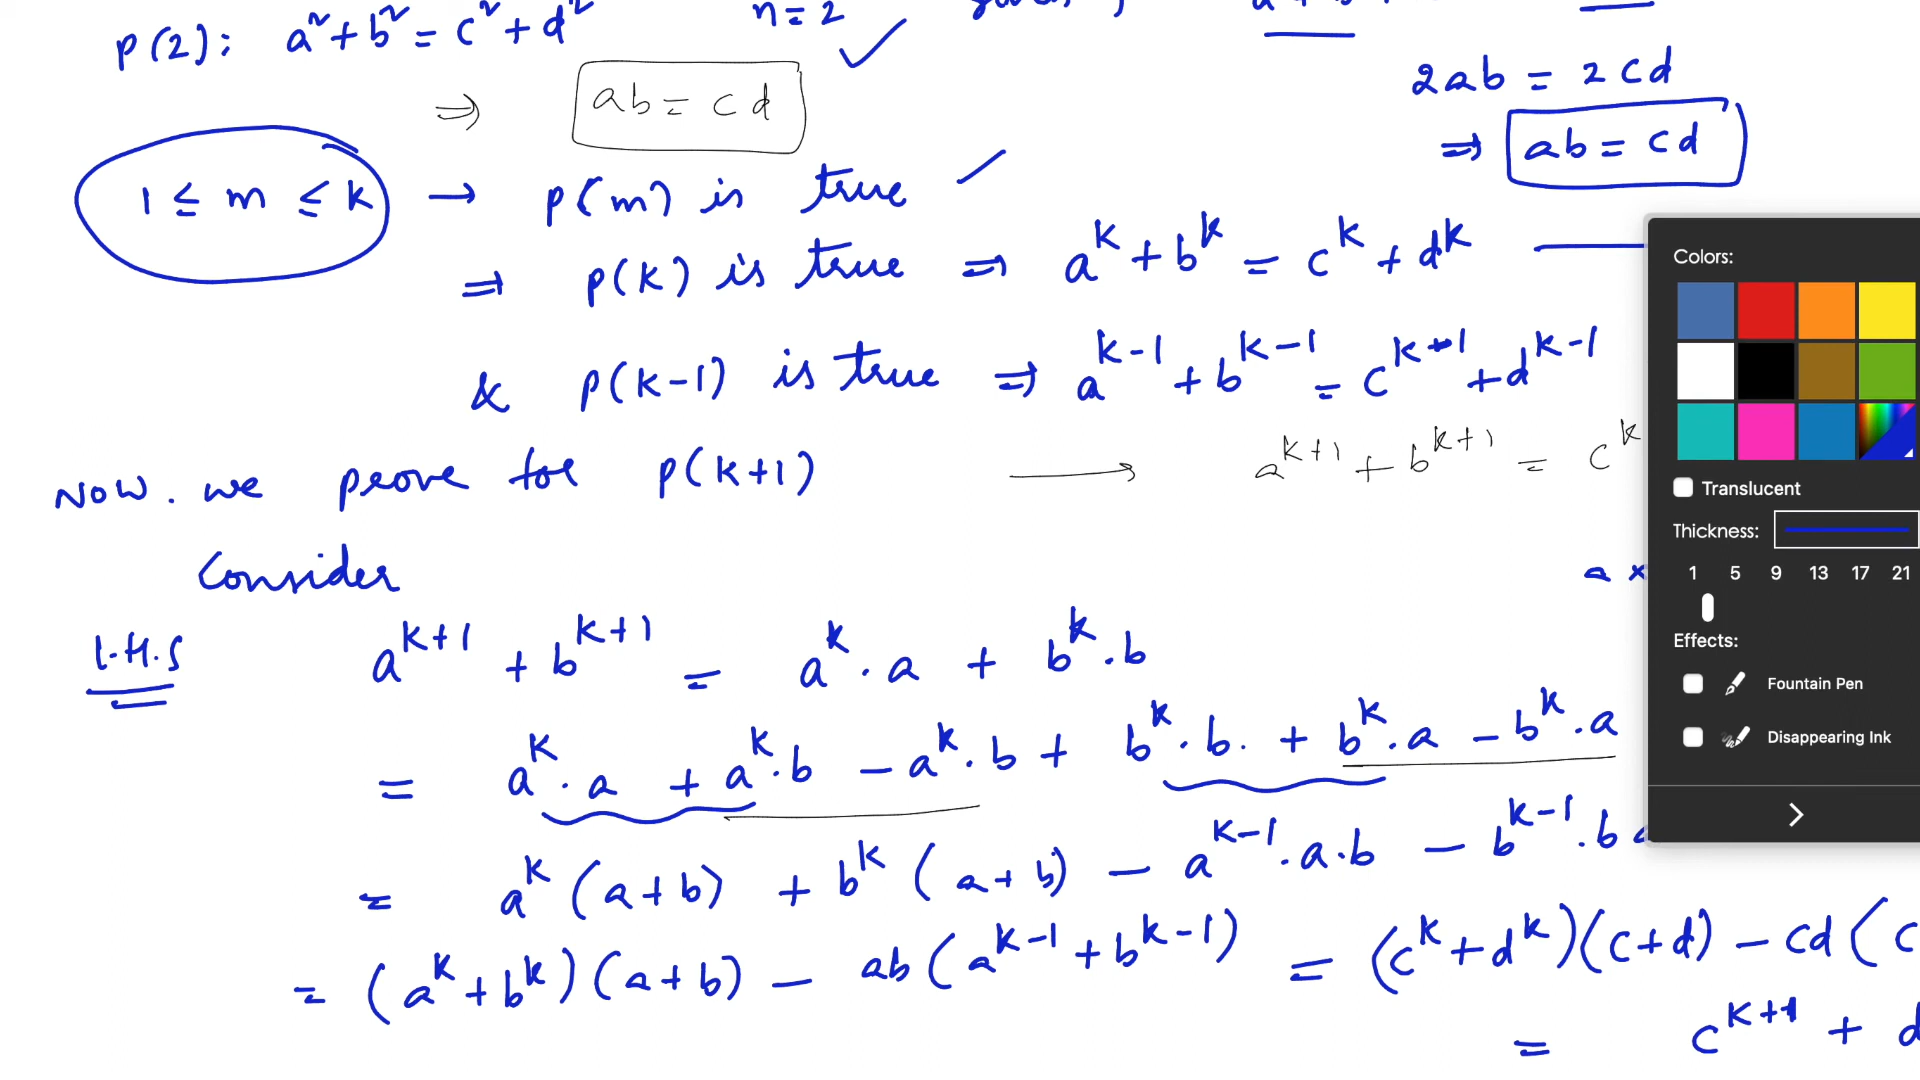 P(2): a² + b² = c² + d² n = 2
2ab = 2cd
⇒ ab = cd
⇒ ab = cd
1 ≤ m ≤ k → P(m) is true
⇒ P(k) is true ⇒ a^k + b^k = c^k + d^k
& P(k-1) is true ⇒ a^{k-1} + b^{k-1} = c^{k-1} + d^{k-1}
Now. we prove for P(k+1) → a^{k+1} + b^{k+1} = c^k
Consider
a ×
L.H.S a^{k+1} + b^{k+1} = a^k . a + b^k . b
= a^k . a + a^k . b - a^k . b + b^k . b . + b^k . a - b^k . a
= a^k (a+b) + b^k (a+b) - a^{k-1} . a . b - b^{k-1} . b
= (a^k + b^k)(a+b) - ab(a^{k-1} + b^{k-1}) = (c^k + d^k)(c+d) - cd(c
= c^{k+1} + d
Colors:
Translucent
Thickness:
1 5 9 13 17 21
Effects:
Fountain Pen
Disappearing Ink